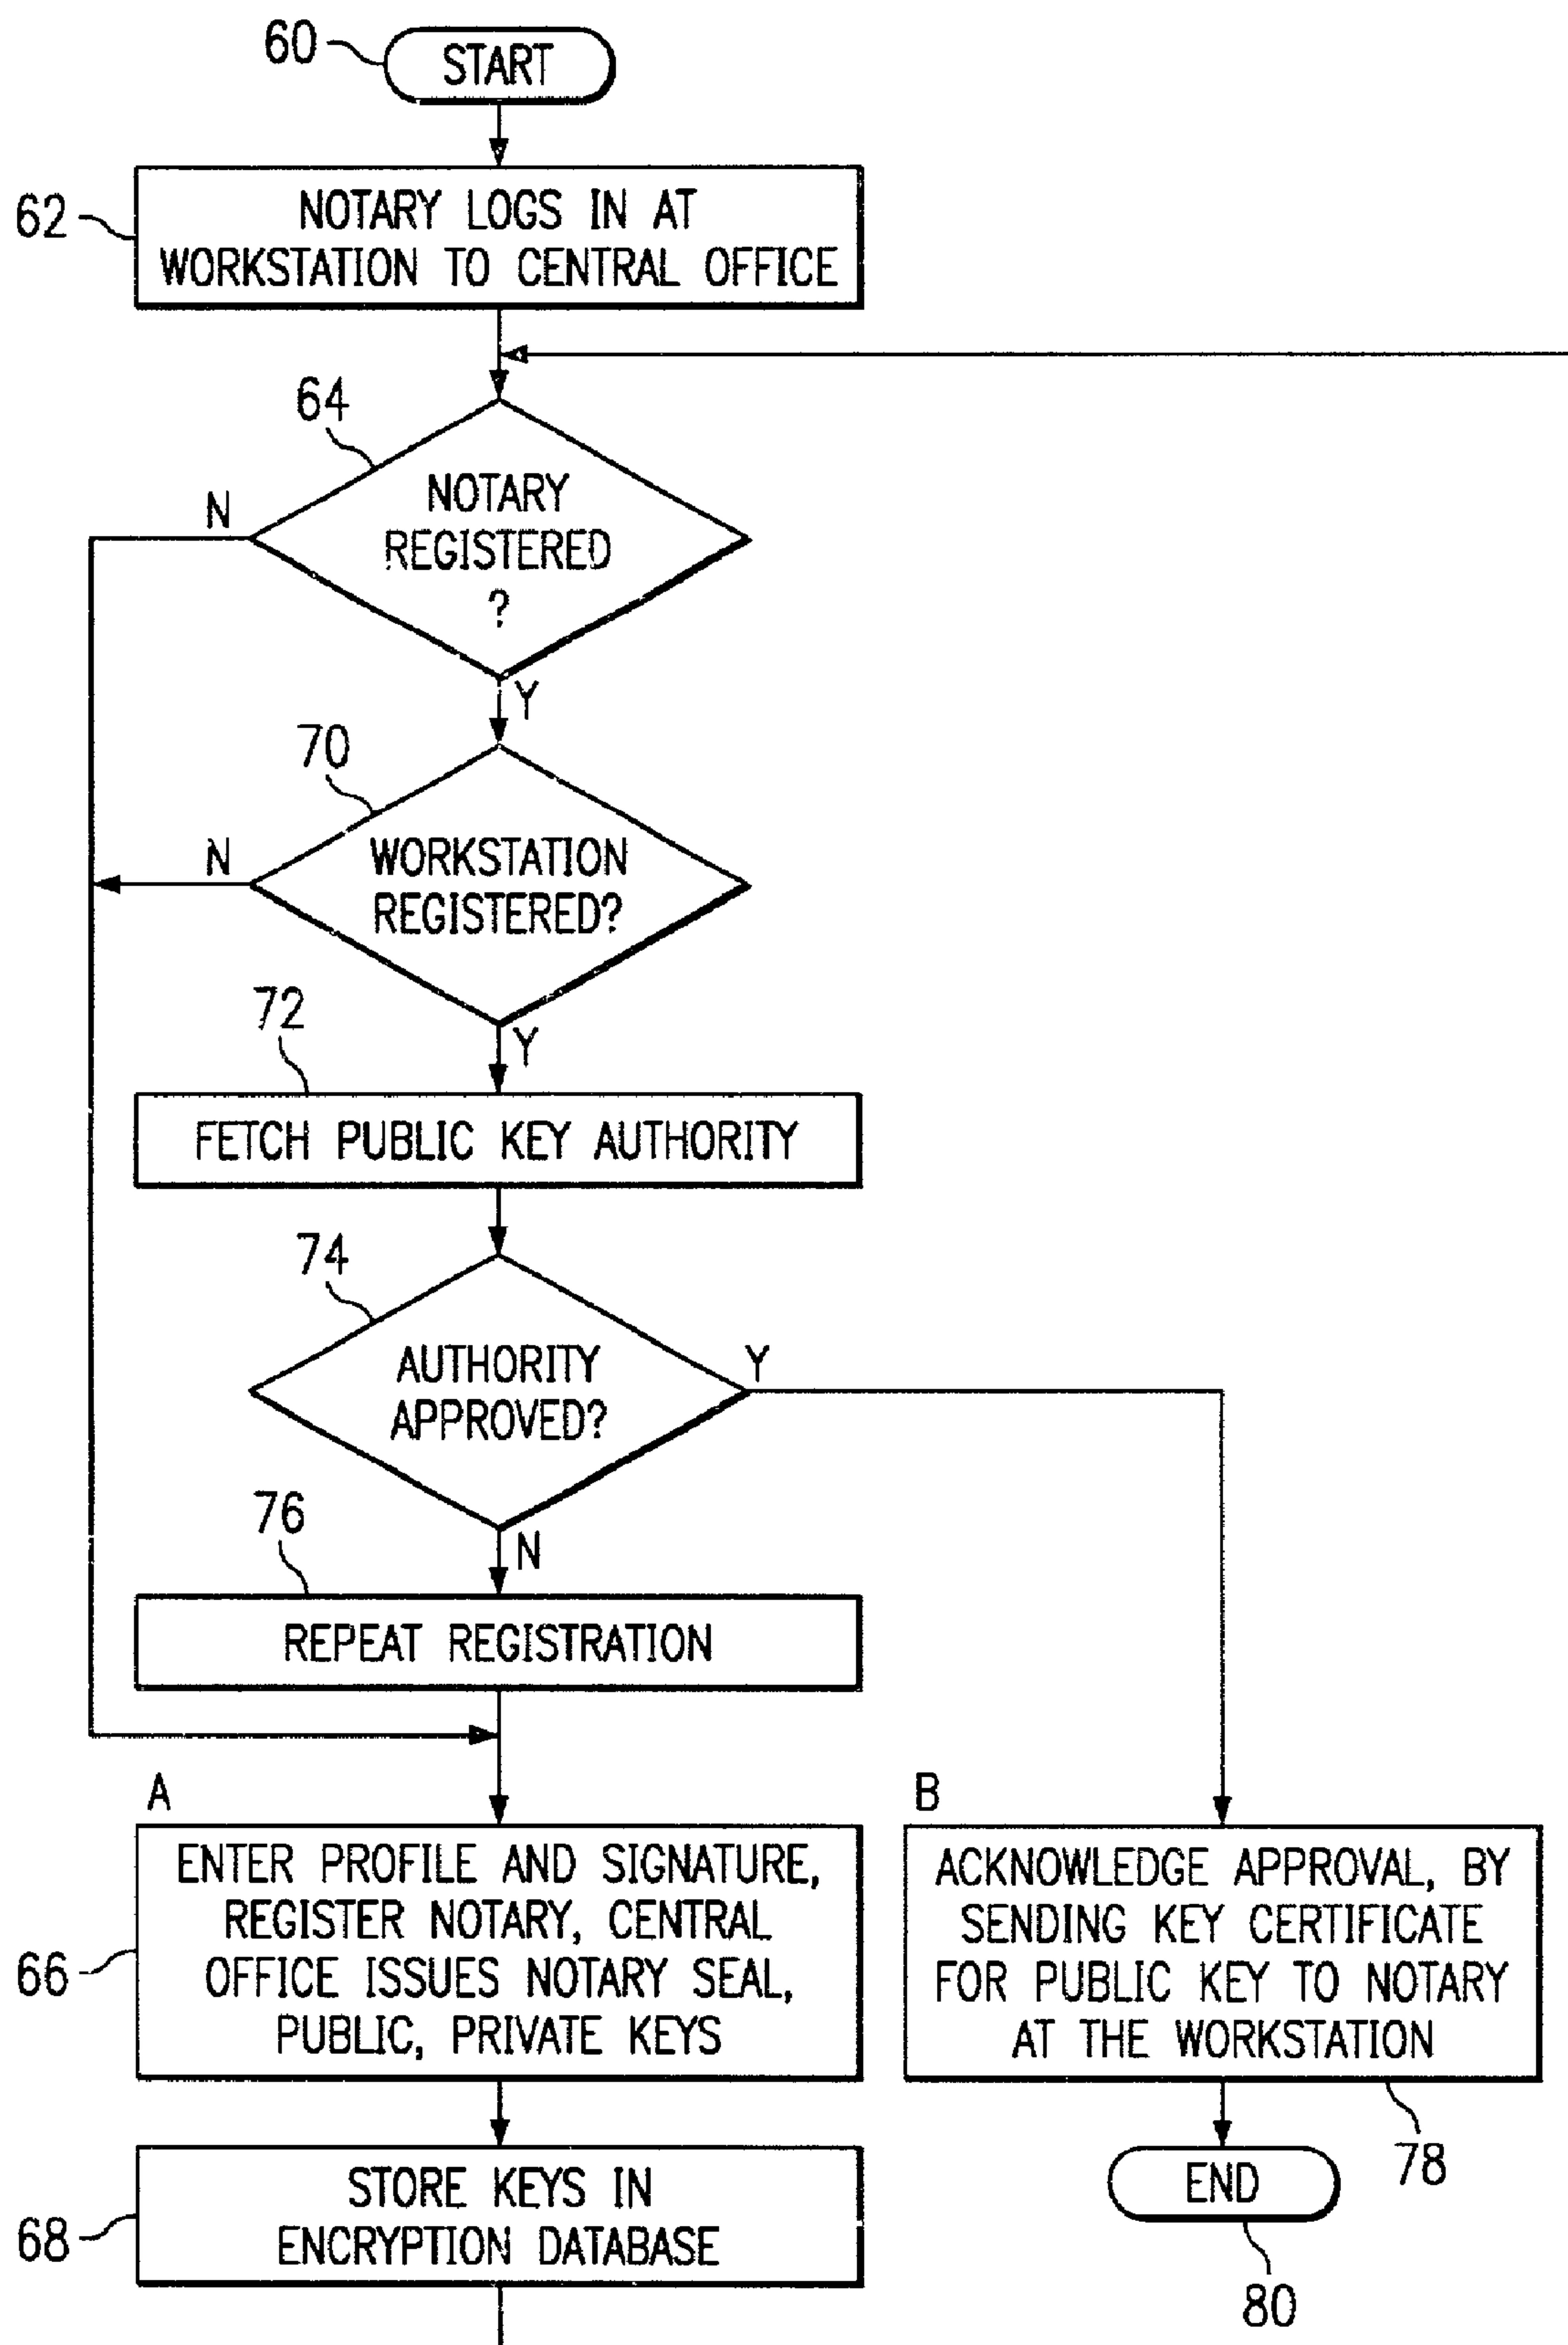 60
START
62
NOTARY LOGS IN AT
WORKSTATION TO CENTRAL OFFICE
64
N
NOTARY
REGISTERED
?
Y
70
N
WORKSTATION
REGISTERED?
72
Y
FETCH PUBLIC KEY AUTHORITY
74
AUTHORITY
APPROVED?
Y
76
N
REPEAT REGISTRATION
A
ENTER PROFILE AND SIGNATURE,
REGISTER NOTARY, CENTRAL
OFFICE ISSUES NOTARY SEAL,
PUBLIC, PRIVATE KEYS
66
B
ACKNOWLEDGE APPROVAL, BY
SENDING KEY CERTIFICATE
FOR PUBLIC KEY TO NOTARY
AT THE WORKSTATION
78
STORE KEYS IN
ENCRYPTION DATABASE
68
END
80